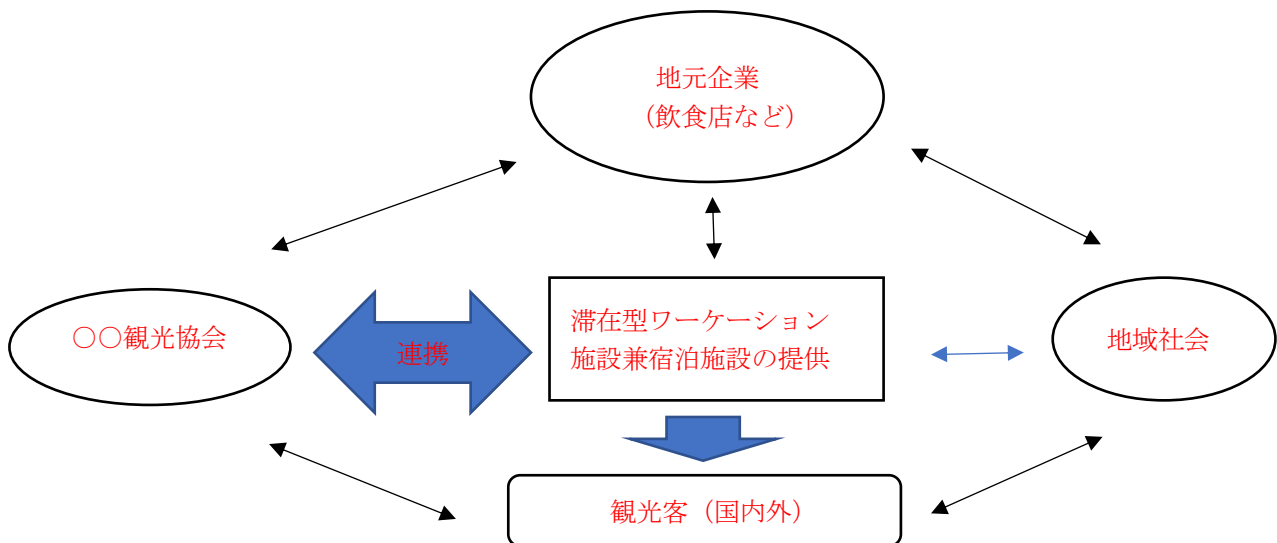 地元企業
（飲食店など）
〇〇観光協会
連携
滞在型ワーケーション
施設兼宿泊施設の提供
地域社会
観光客（国内外）